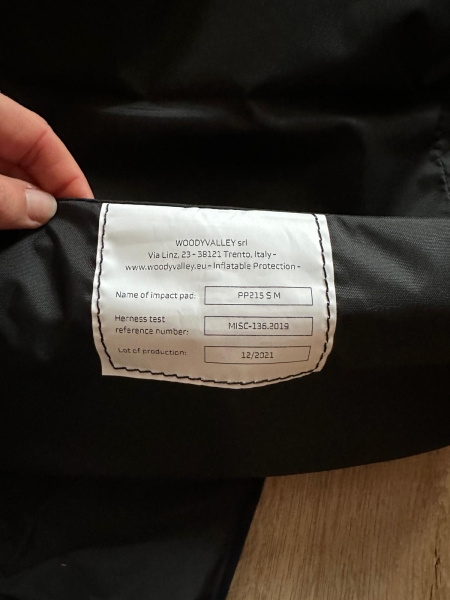 WOODYVALLEY srl
Via Linz, 23 - 38121 Trento, Italy -
www.woodyvalley.eu - Inflatable Protection -
Name of impact pad: PP215 S M
Herness test
reference number: MISC-136.2019
Lot of production: 12/2021